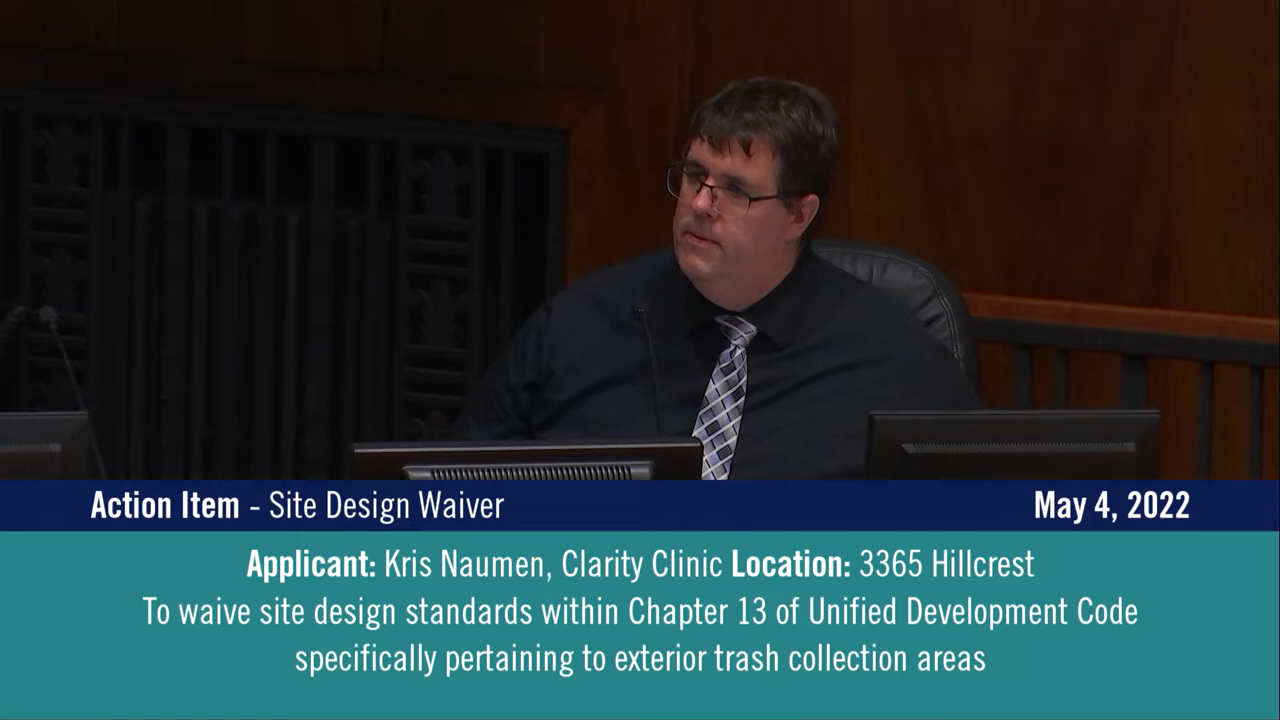 Action Item - Site Design Waiver
May 4, 2022
Applicant: Kris Naumen, Clarity Clinic Location: 3365 Hillcrest
To waive site design standards within Chapter 13 of Unified Development Code
specifically pertaining to exterior trash collection areas